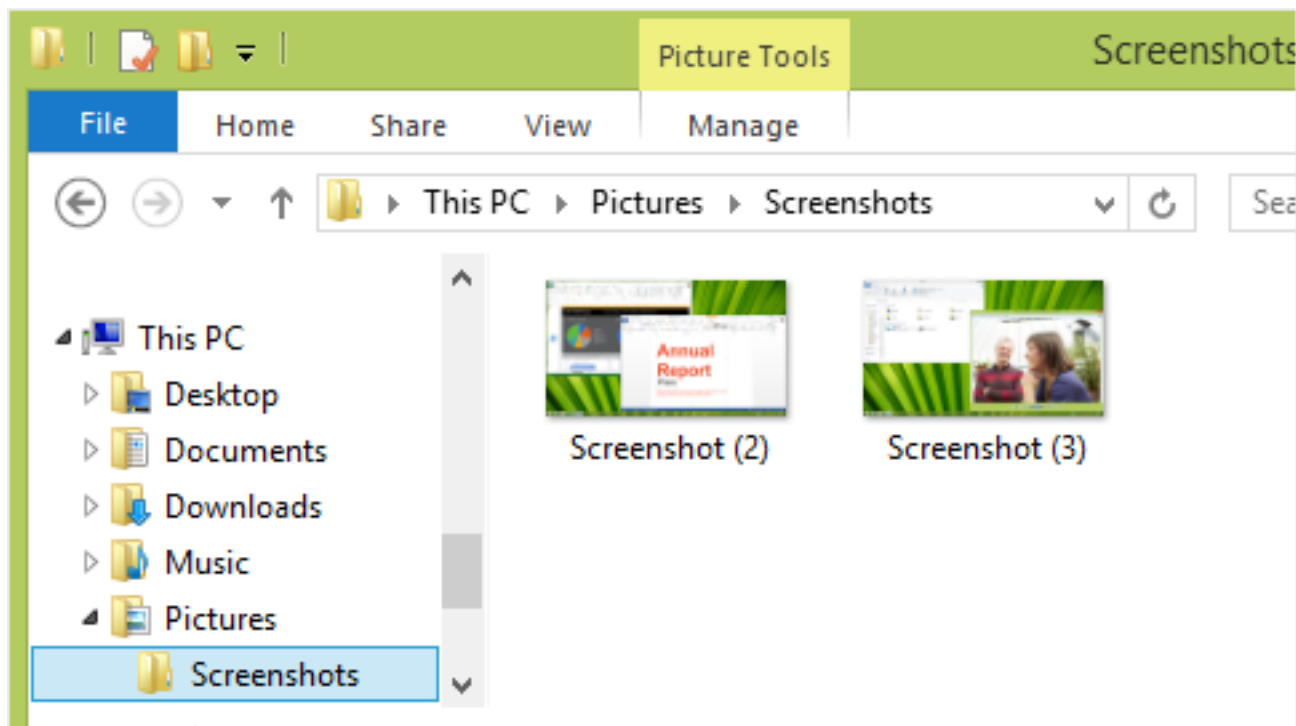 Picture Tools
Screenshots
File Home Share View Manage
This PC Pictures Screenshots
Sea
This PC
Desktop
Documents
Downloads
Music
Pictures
Screenshots
Annual
Report
Screenshot (2)
Screenshot (3)